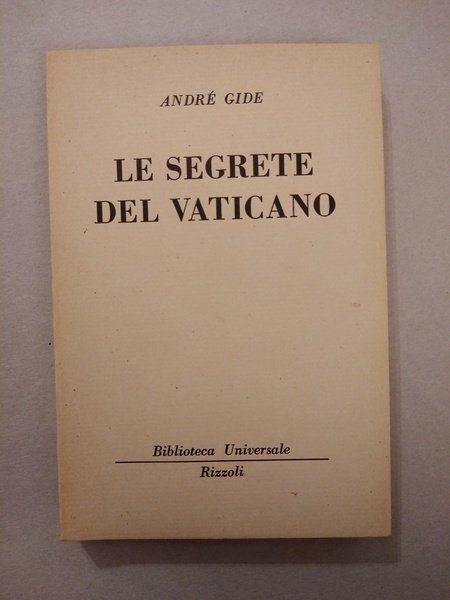 ANDRÉ GIDE
LE SEGRETE
DEL VATICANO
Biblioteca Universale
Rizzoli